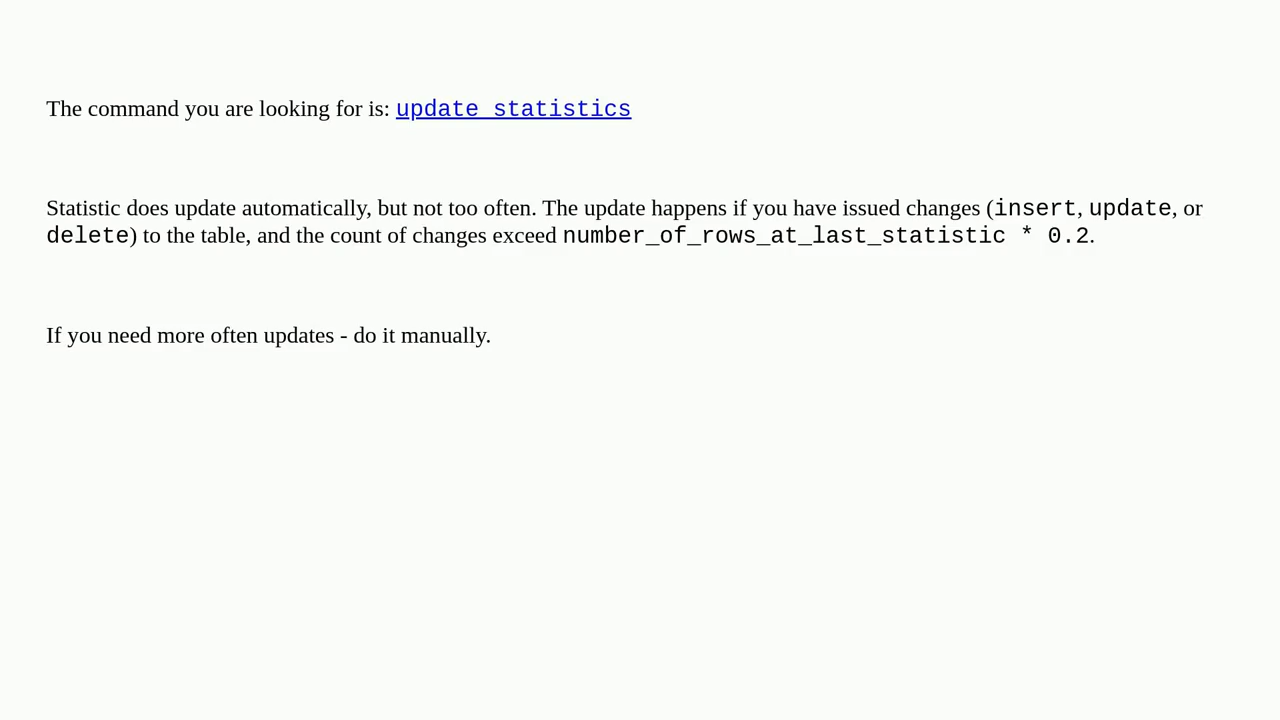 The command you are looking for is: update statistics
Statistic does update automatically, but not too often. The update happens if you have issued changes (insert, update, or
delete) to the table, and the count of changes exceed number_of_rows_at_last_statistic * 0.2.
If you need more often updates - do it manually.